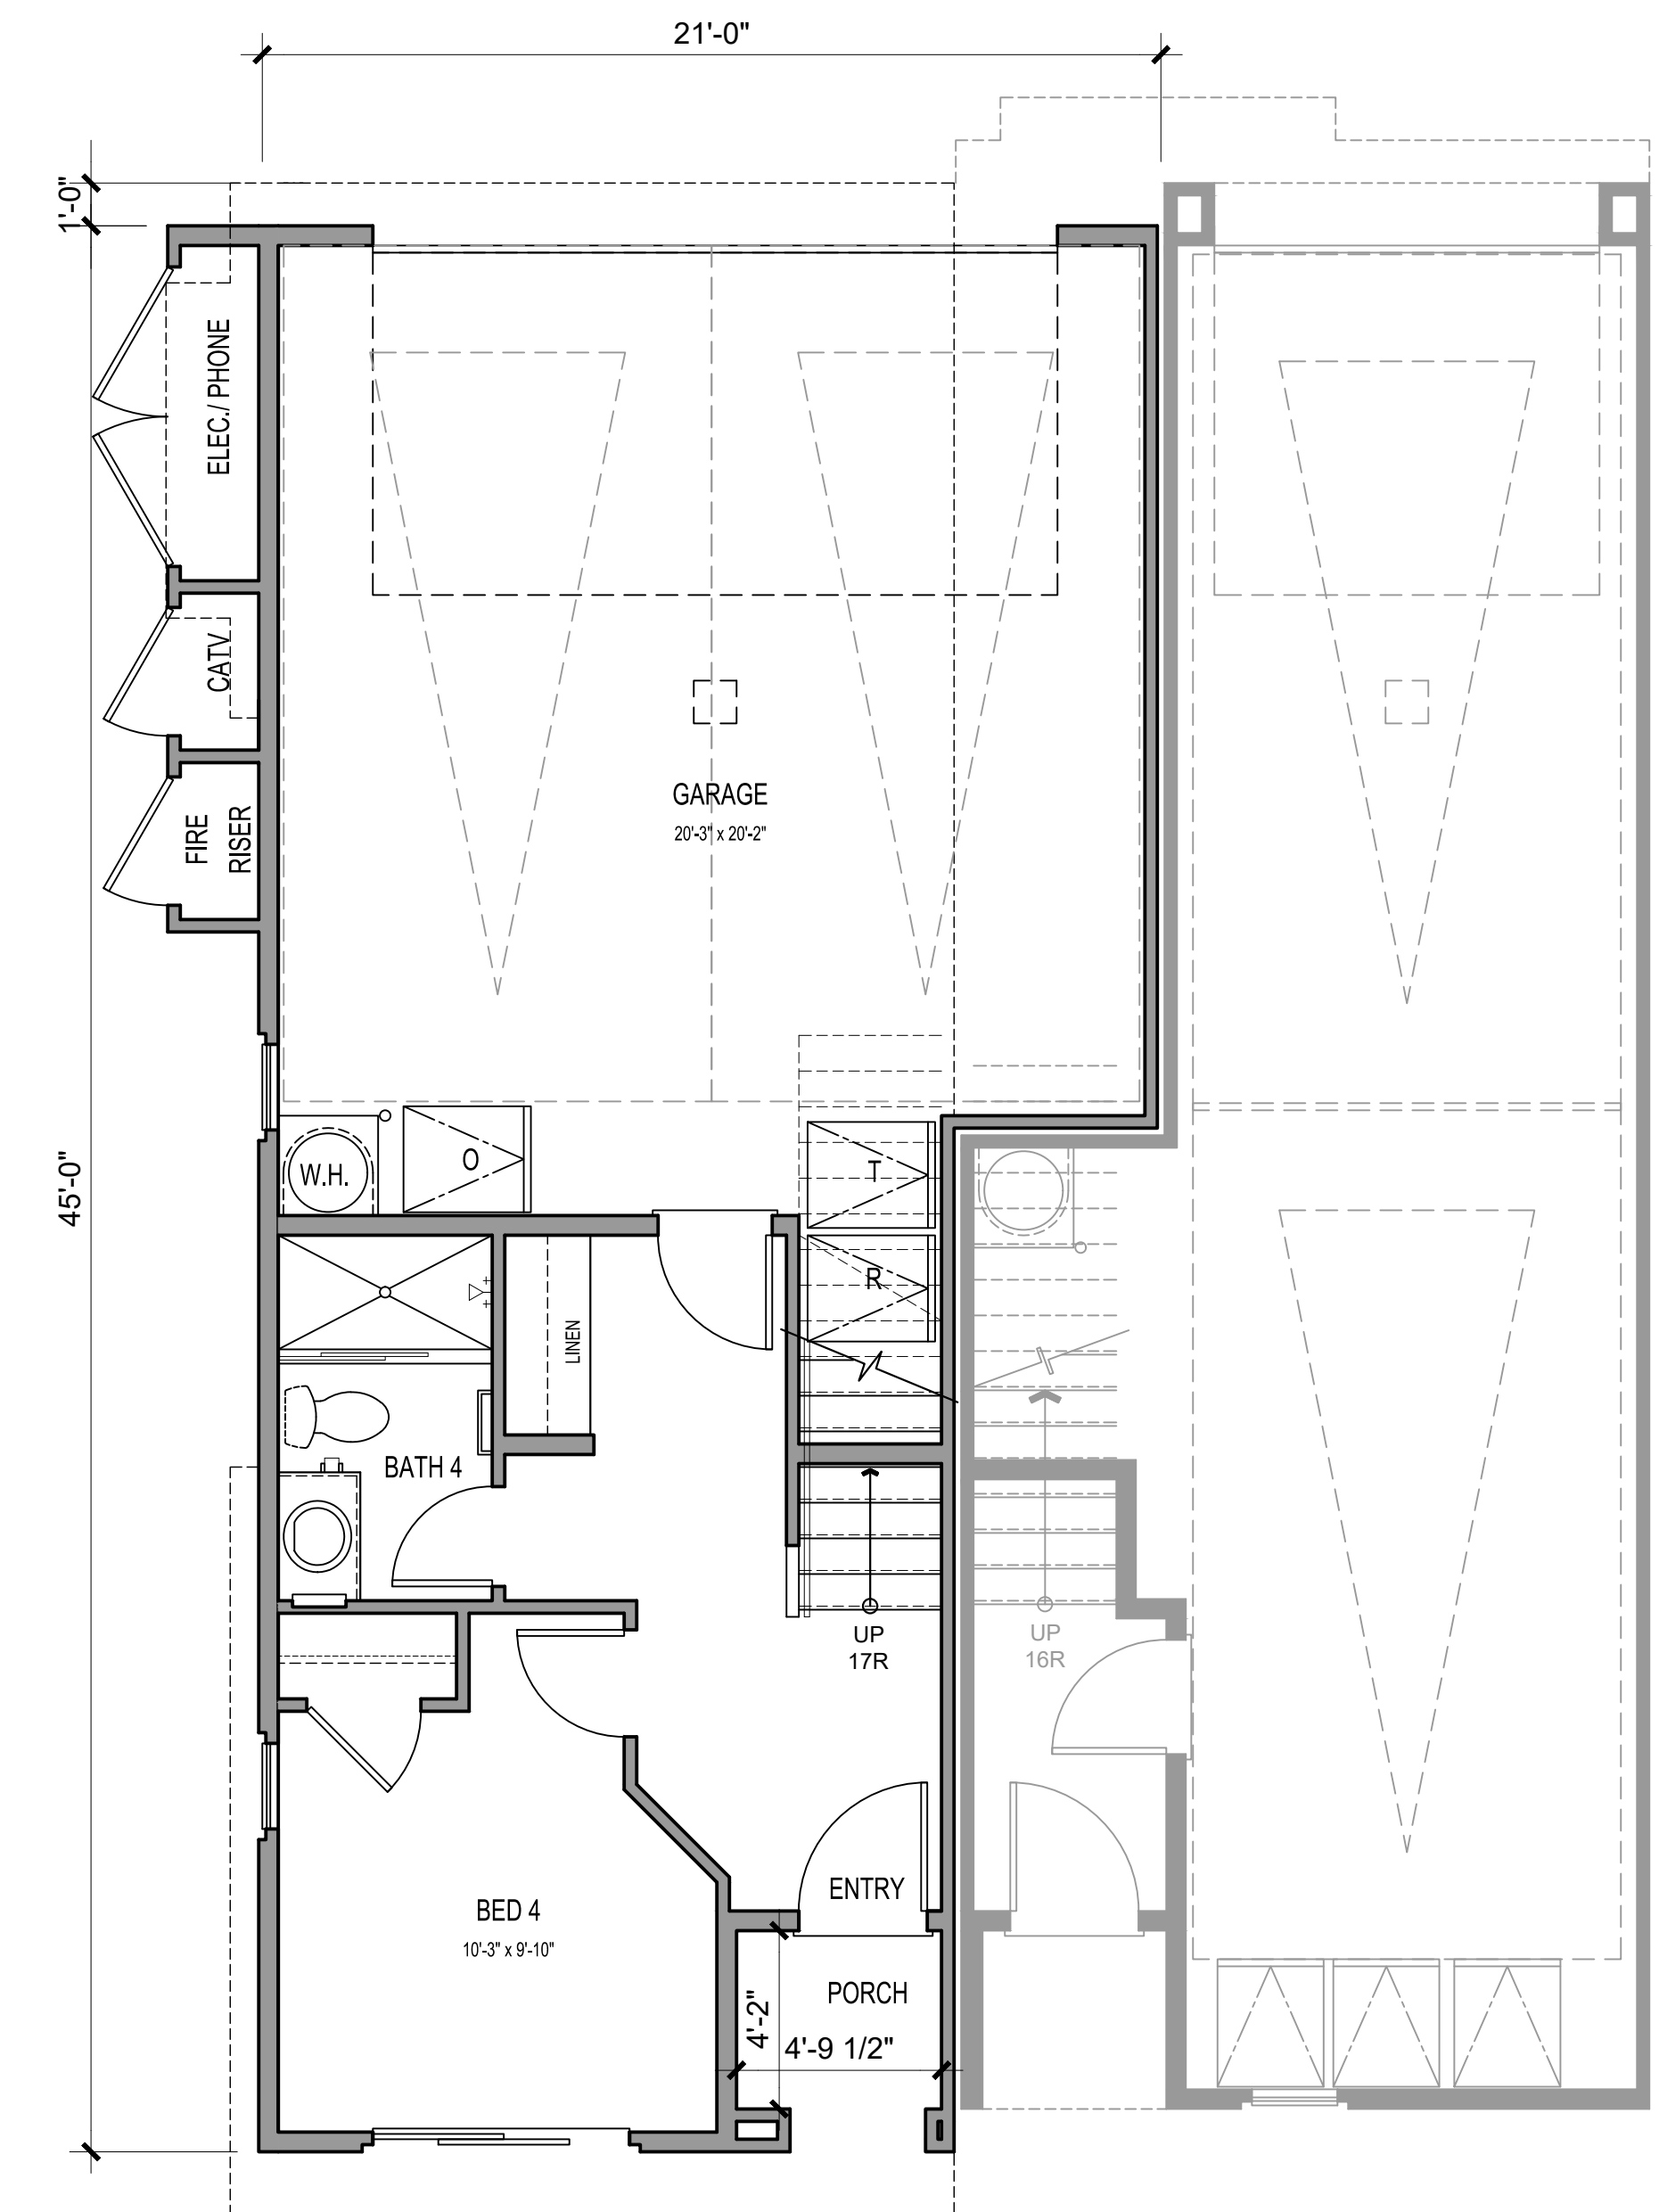 21'-0"
1'-0"
ELEC./ PHONE
CATV
FIRE
RISER
GARAGE
20'-3" x 20'-2"
45'-0"
W.H.
O
T
R
LINEN
BATH 4
UP
17R
UP
16R
ENTRY
BED 4
10'-3" x 9'-10"
PORCH
4'-2"
4'-9 1/2"